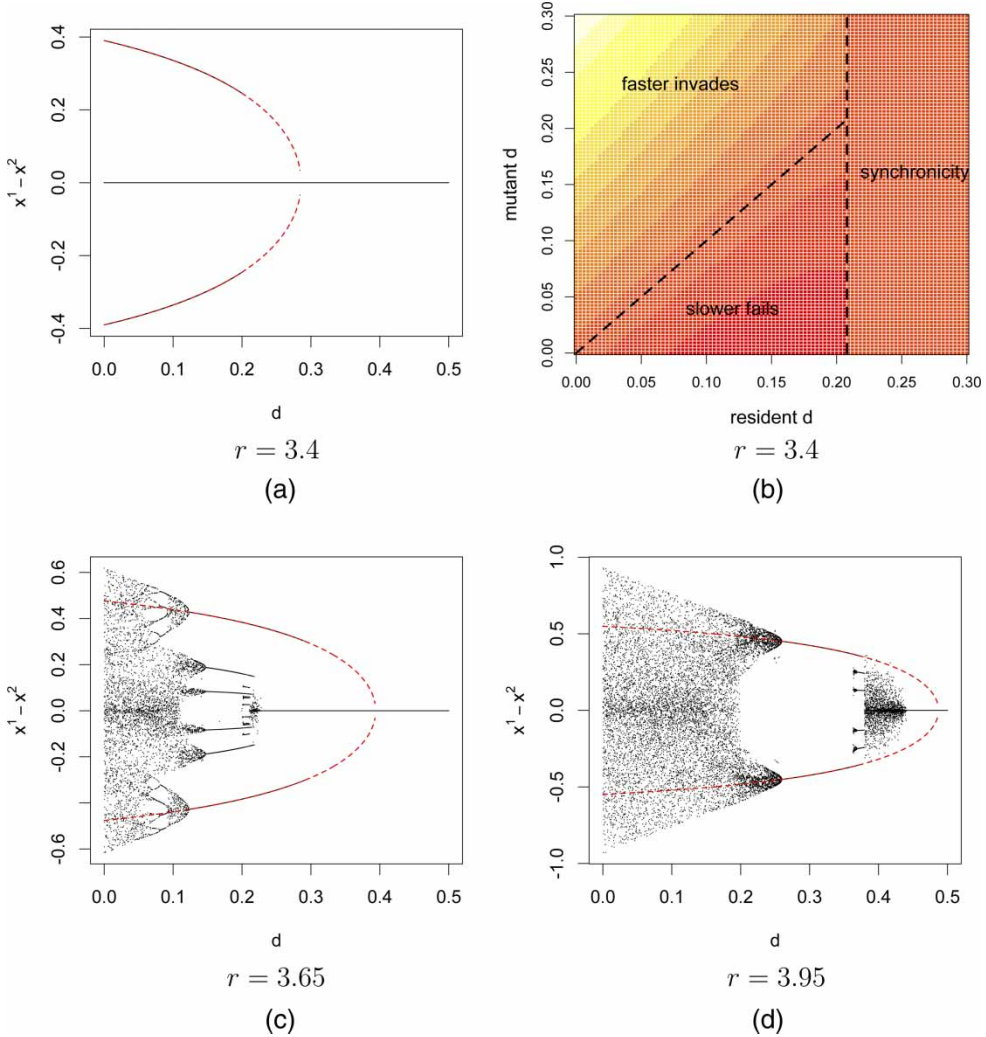 0.4
0.2
0.0
-0.2
-0.4
x¹ − x²
0.0 0.1 0.2 0.3 0.4 0.5
d
r = 3.4
(a)
0.30
0.25
0.20
0.15
0.10
0.05
0.00
mutant d
faster invades
synchronicity
slower fails
0.00 0.05 0.10 0.15 0.20 0.25 0.30
resident d
r = 3.4
(b)
0.6
0.4
0.2
0.0
-0.2
-0.6
x¹ − x²
0.0 0.1 0.2 0.3 0.4 0.5
d
r = 3.65
(c)
1.0
0.5
0.0
-0.5
-1.0
x¹ − x²
0.0 0.1 0.2 0.3 0.4 0.5
d
r = 3.95
(d)